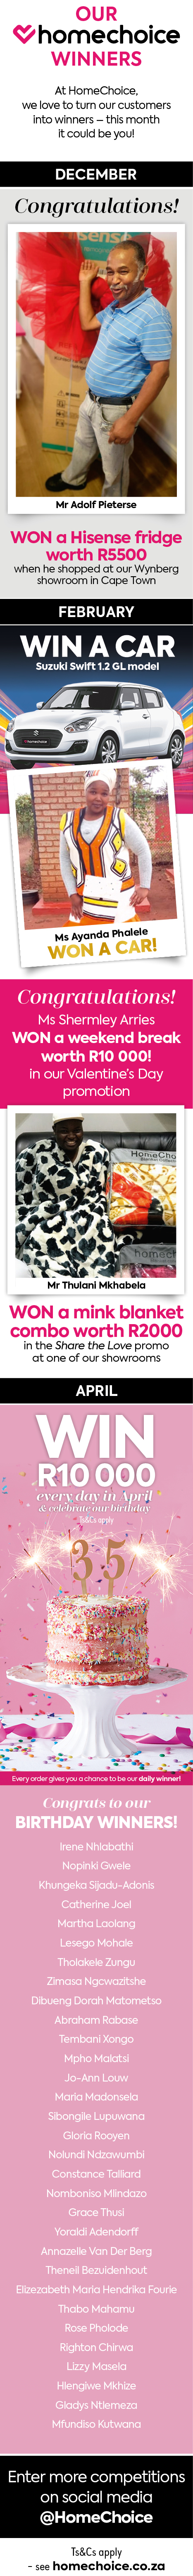 OUR
homechoice
WINNERS
At HomeChoice,
we love to turn our customers
into winners – this month
it could be you!
DECEMBER
Congratulations!
Mr Adolf Pieterse
WON a Hisense fridge
worth R5500
when he shopped at our Wynberg
showroom in Cape Town
FEBRUARY
WIN A CAR
Suzuki Swift 1.2 GL model
homechoice
Ms Ayanda Phalele
WON A CAR!
Congratulations!
Ms Shermley Arries
WON a weekend break
worth R10 000!
in our Valentine's Day
promotion
Mr Thulani Mkhabela
WON a mink blanket
combo worth R2000
in the Share the Love promo
at one of our showrooms
APRIL
WIN
R10 000
every day in April
& celebrate our birthday
Ts&Cs apply
35
Every order gives you a chance to be our daily winner!
Congrats to our
BIRTHDAY WINNERS!
Irene Nhlabathi
Nopinki Gwele
Khungeka Sijadu-Adonis
Catherine Joel
Martha Laolang
Lesego Mohale
Tholakele Zungu
Zimasa Ngcwazitshe
Dibueng Dorah Matometso
Abraham Rabase
Tembani Xongo
Mpho Malatsi
Jo-Ann Louw
Maria Madonsela
Sibongile Lupuwana
Gloria Rooyen
Nolundi Ndzawumbi
Constance Talliard
Nomboniso Mlindazo
Grace Thusi
Yoraldi Adendorff
Annazelle Van Der Berg
Theneil Bezuidenhout
Elizezabeth Maria Hendrika Fourie
Thabo Mahamu
Rose Pholode
Righton Chirwa
Lizzy Masela
Hlengiwe Mkhize
Gladys Ntlemeza
Mfundiso Kutwana
Enter more competitions
on social media
@HomeChoice
Ts&Cs apply
- see homechoice.co.za